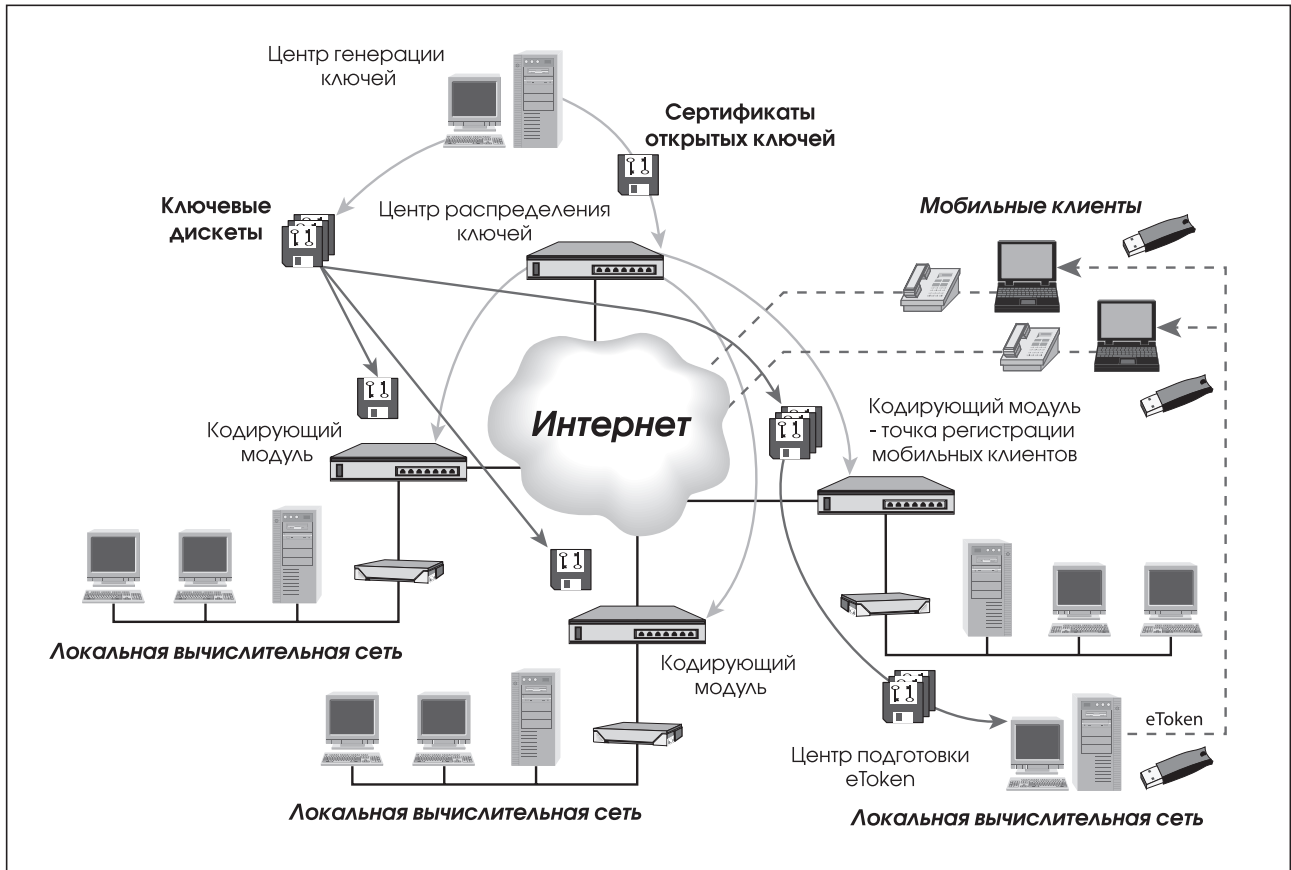 Центр генерации
ключей
Сертификаты
открытых ключей
Ключевые
дискеты
Центр распределения
ключей
Мобильные клиенты
Интернет
Кодирующий
модуль
Кодирующий модуль
- точка регистрации
мобильных клиентов
Локальная вычислительная сеть
Кодирующий
модуль
eToken
Центр подготовки
eToken
Локальная вычислительная сеть
Локальная вычислительная сеть